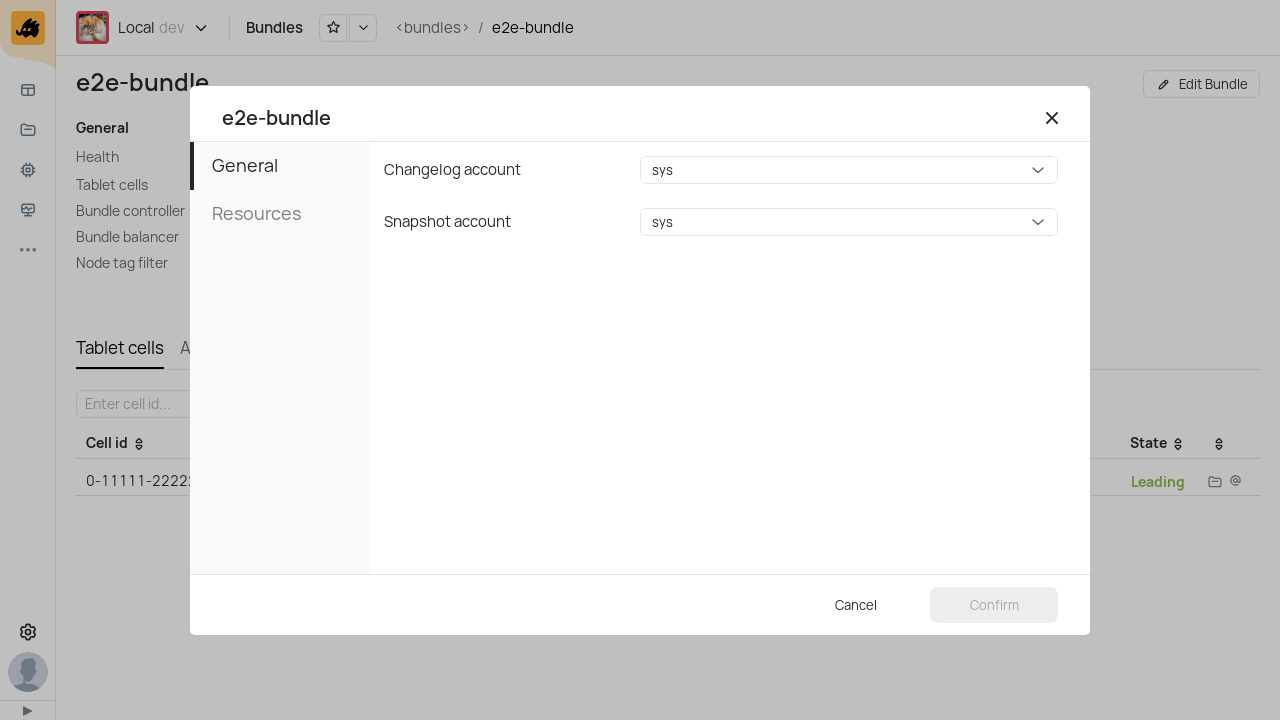 Local dev
Bundles
<bundles> / e2e-bundle
e2e-bundle
Edit Bundle
General
Health
Tablet cells
Bundle controller
Bundle balancer
Node tag filter
Tablet cells A
Enter cell id...
Cell id
State
0-11111-2222
Leading
e2e-bundle
General
Resources
Changelog account
sys
Snapshot account
sys
Cancel
Confirm